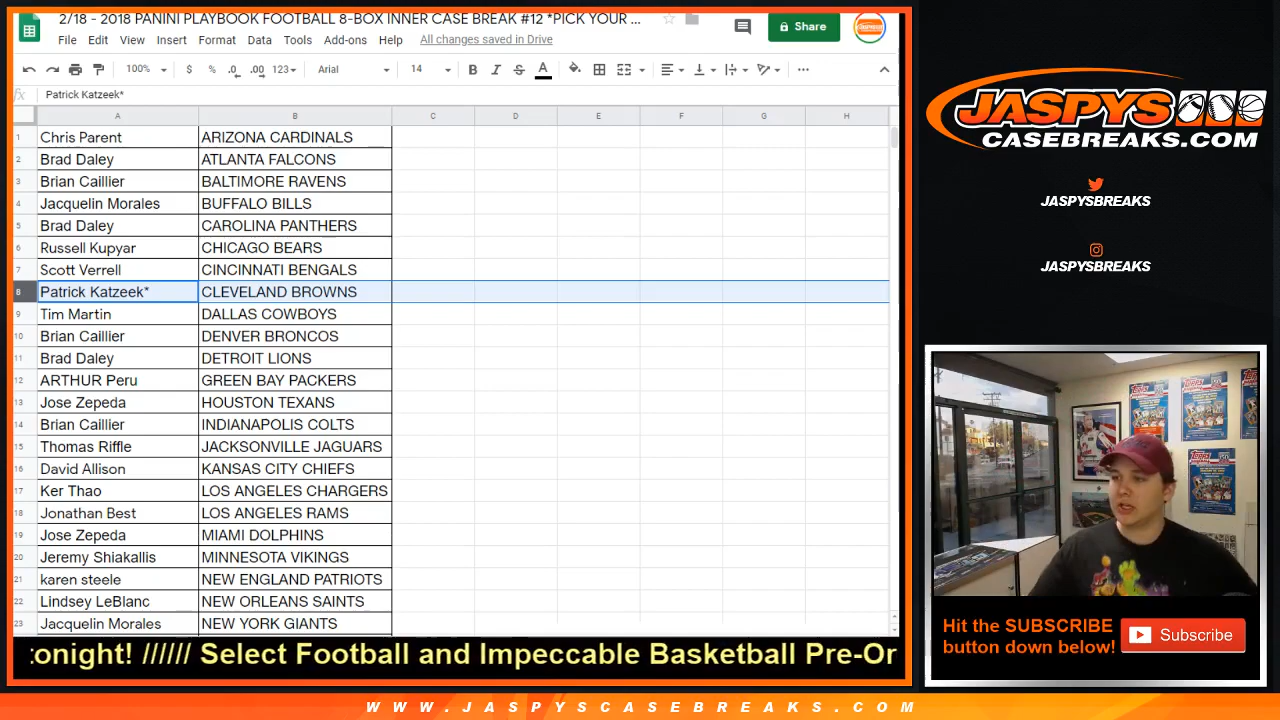 2/18 - 2018 PANINI PLAYBOOK FOOTBALL 8-BOX INNER CASE BREAK #12 *PICK YOUR ...
Share
File Edit View Insert Format Data Tools Add-ons Help All changes saved in Drive
100% $ % .0 .00 123 Arial 14 B I S A ...
fx Patrick Katzeek*
A B C D E F G H
1 Chris Parent ARIZONA CARDINALS
2 Brad Daley ATLANTA FALCONS
3 Brian Caillier BALTIMORE RAVENS
4 Jacquelin Morales BUFFALO BILLS
5 Brad Daley CAROLINA PANTHERS
6 Russell Kupyar CHICAGO BEARS
7 Scott Verrell CINCINNATI BENGALS
8 Patrick Katzeek* CLEVELAND BROWNS
9 Tim Martin DALLAS COWBOYS
10 Brian Caillier DENVER BRONCOS
11 Brad Daley DETROIT LIONS
12 ARTHUR Peru GREEN BAY PACKERS
13 Jose Zepeda HOUSTON TEXANS
14 Brian Caillier INDIANAPOLIS COLTS
15 Thomas Riffle JACKSONVILLE JAGUARS
16 David Allison KANSAS CITY CHIEFS
17 Ker Thao LOS ANGELES CHARGERS
18 Jonathan Best LOS ANGELES RAMS
19 Jose Zepeda MIAMI DOLPHINS
20 Jeremy Shiakallis MINNESOTA VIKINGS
21 karen steele NEW ENGLAND PATRIOTS
22 Lindsey LeBlanc NEW ORLEANS SAINTS
23 Jacquelin Morales NEW YORK GIANTS
tonight! ////// Select Football and Impeccable Basketball Pre-Or
JASPYS
CASEBREAKS.COM
JASPYSBREAKS
JASPYSBREAKS
Topps
Topps
Topps
Hit the SUBSCRIBE
button down below!
Subscribe
WWW.JASPYSCASEBREAKS.COM